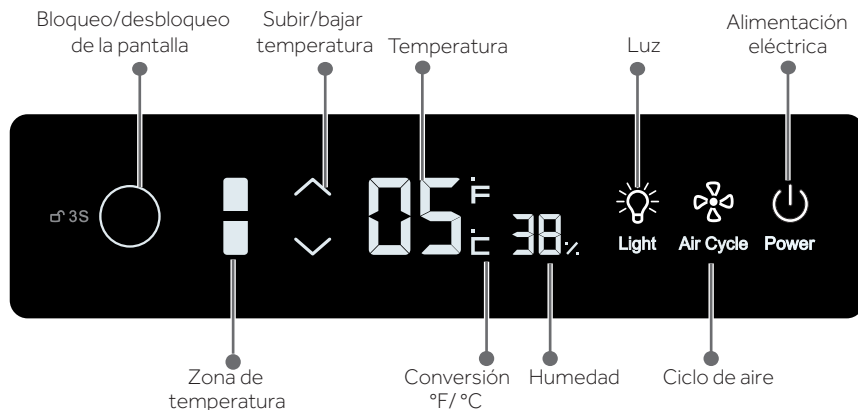 Bloqueo/desbloqueo
de la pantalla
Subir/bajar
temperatura
Temperatura
Luz
Alimentación
eléctrica
3S
05
°F
°C
38%
Light
Air Cycle
Power
Zona de
temperatura
Conversión
°F/ °C
Humedad
Ciclo de aire